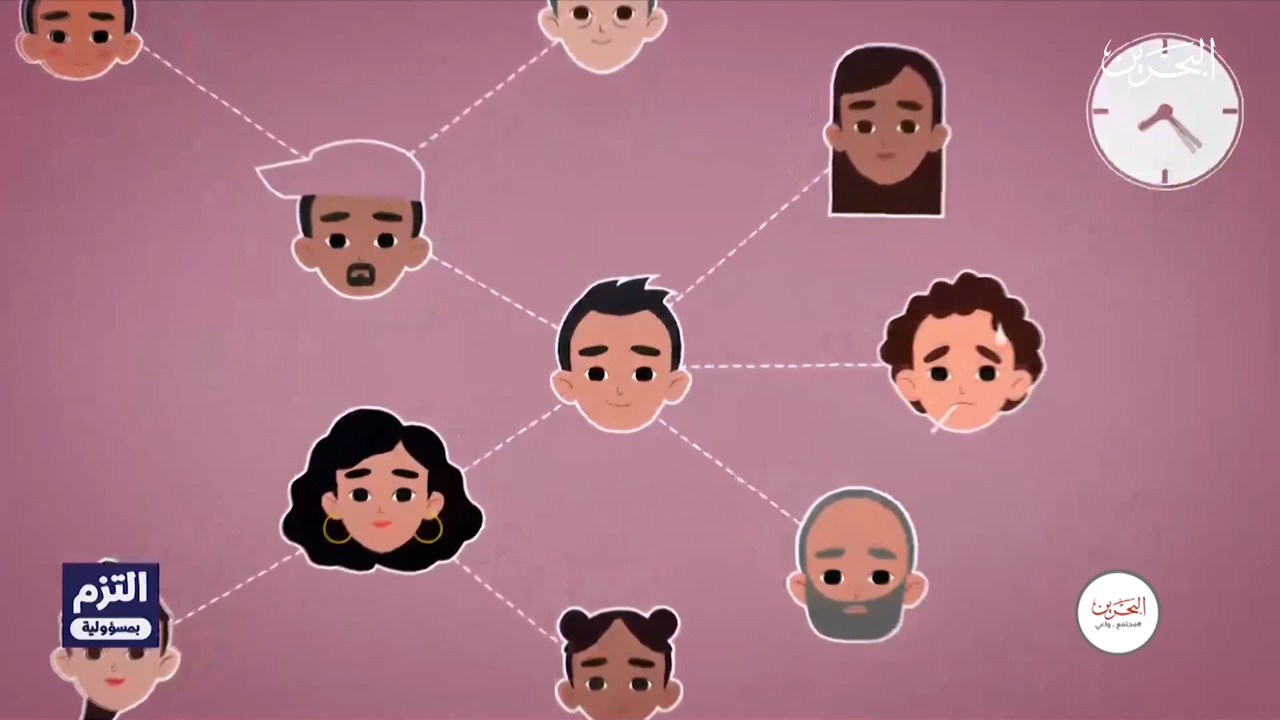 البحرين
التزم
بمسؤولية
البحرين
#مجتمع_واعي